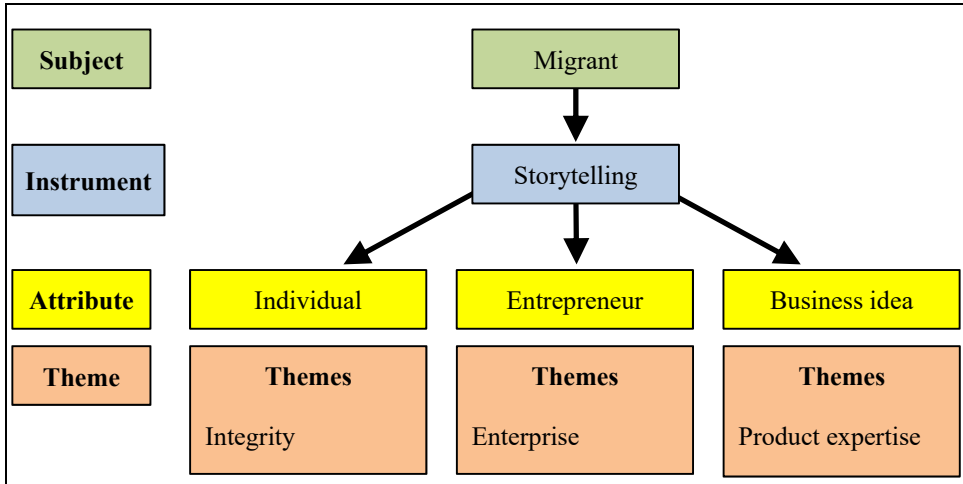 Subject
Migrant
Instrument
Storytelling
Attribute
Individual
Entrepreneur
Business idea
Theme
Themes
Integrity
Themes
Enterprise
Themes
Product expertise